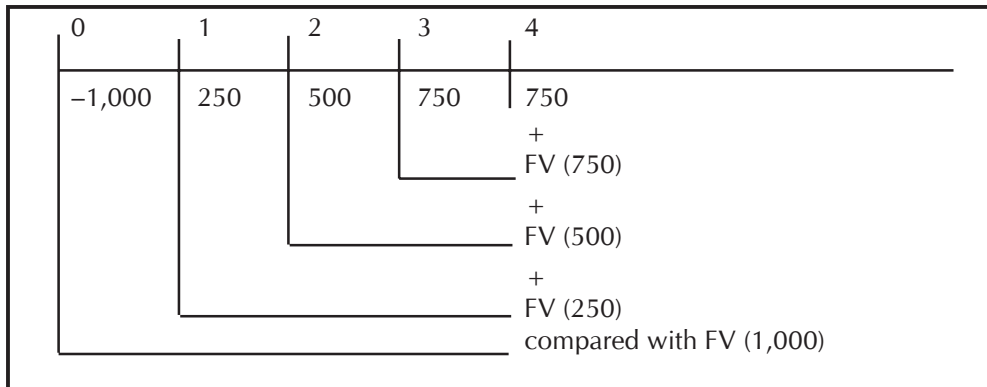 0 1 2 3 4
–1,000 250 500 750 750
+
FV (750)
+
FV (500)
+
FV (250)
compared with FV (1,000)